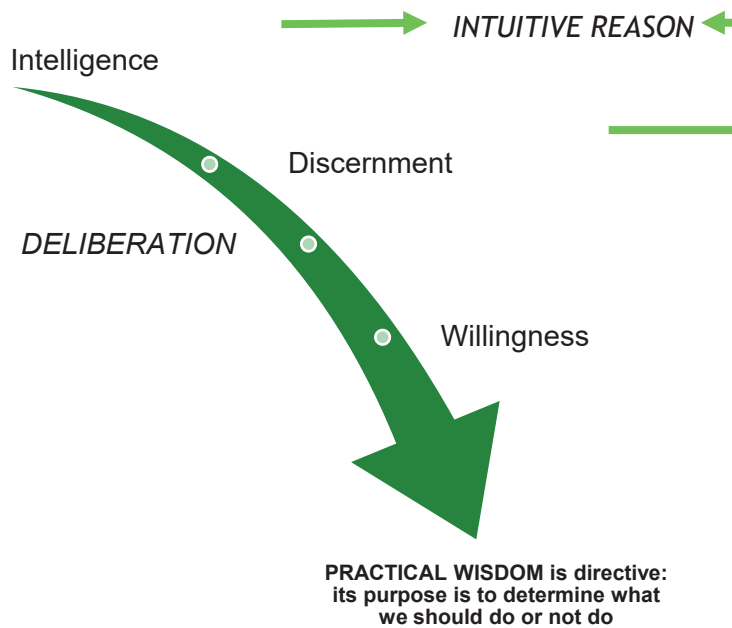 INTUITIVE REASON
Intelligence
Discernment
DELIBERATION
Willingness
PRACTICAL WISDOM is directive:
its purpose is to determine what
we should do or not do